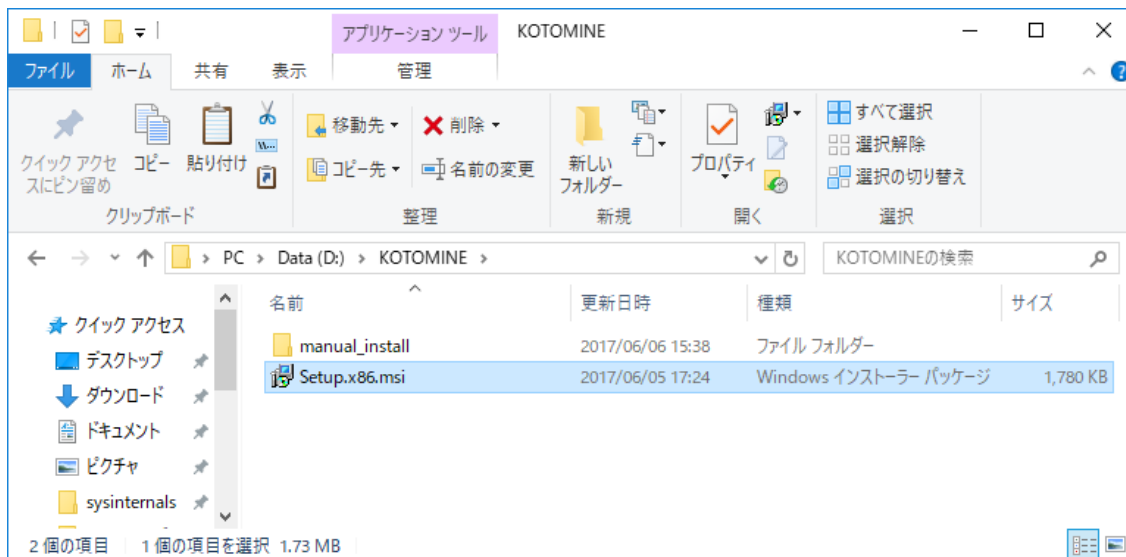 アプリケーション ツール KOTOMINE
ファイル ホーム 共有 表示 管理
クイック アクセスにピン留め
コピー
貼り付け
クリップボード
移動先
コピー先
削除
名前の変更
整理
新しいフォルダー
新規
プロパティ
開く
すべて選択
選択解除
選択の切り替え
選択
PC › Data (D:) › KOTOMINE ›
KOTOMINEの検索
名前 更新日時 種類 サイズ
manual_install 2017/06/06 15:38 ファイル フォルダー
Setup.x86.msi 2017/06/05 17:24 Windows インストーラー パッケージ 1,780 KB
クイック アクセス
デスクトップ
ダウンロード
ドキュメント
ピクチャ
sysinternals
2 個の項目 1 個の項目を選択 1.73 MB